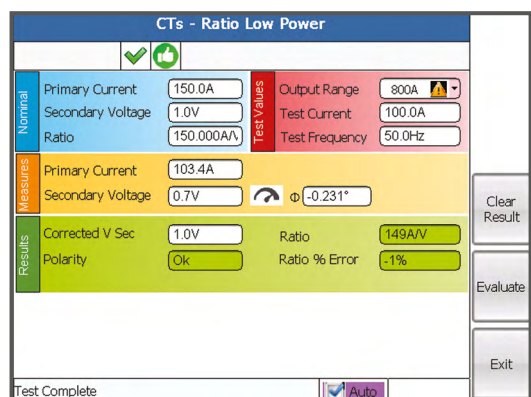 CTs - Ratio Low Power
Nominal
Primary Current 150.0A
Secondary Voltage 1.0V
Ratio 150.000A/V
Test Values
Output Range 800A
Test Current 100.0A
Test Frequency 50.0Hz
Measures
Primary Current 103.4A
Secondary Voltage 0.7V Φ -0.231°
Results
Corrected V Sec 1.0V Ratio 149A/V
Polarity Ok Ratio % Error -1%
Clear
Result
Evaluate
Exit
Test Complete Auto